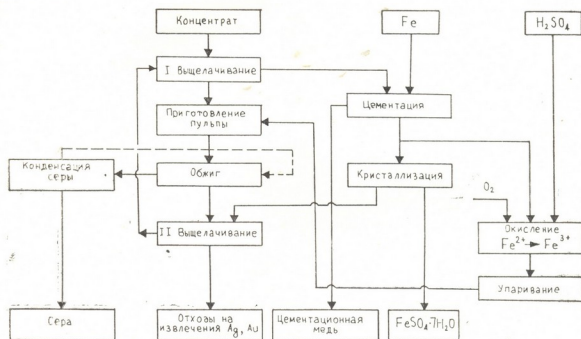 Концентрат
Fe
H₂SO₄
I Выщелачивание
Цементация
Приготовление
пульпы
Конденсация
серы
Обжиг
Кристаллизация
O₂
II Выщелачивание
Окисление
Fe²⁺ → Fe³⁺
Упаривание
Сера
Отходы на
извлечения Ag, Au
Цементационная
медь
FeSO₄·7H₂O